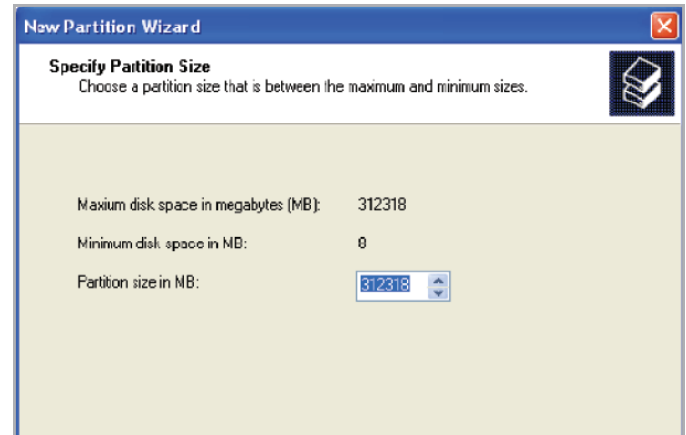 New Partition Wizard
Specify Partition Size
Choose a partition size that is between the maximum and minimum sizes.
Maxium disk space in megabytes (MB): 312318
Minimum disk space in MB: 8
Partition size in MB: 312318